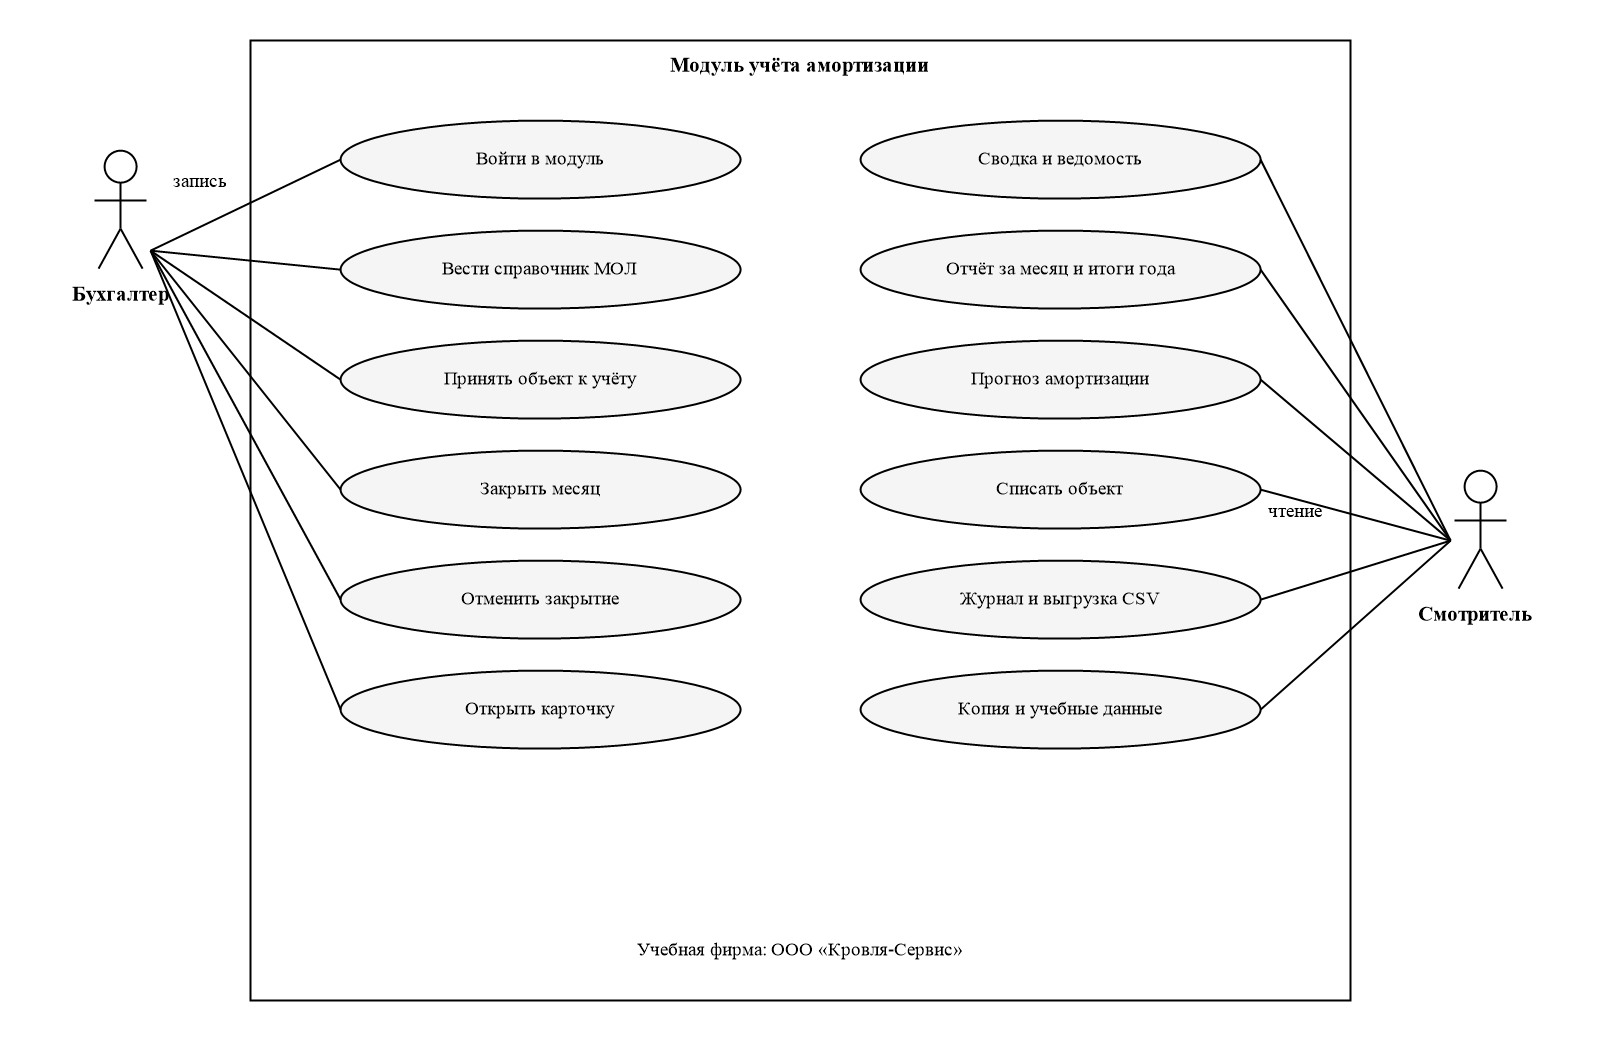 Модуль учёта амортизации
запись
Бухгалтер
Войти в модуль
Вести справочник МОЛ
Принять объект к учёту
Закрыть месяц
Отменить закрытие
Открыть карточку
Сводка и ведомость
Отчёт за месяц и итоги года
Прогноз амортизации
Списать объект
Журнал и выгрузка CSV
Копия и учебные данные
чтение
Смотритель
Учебная фирма: ООО «Кровля-Сервис»